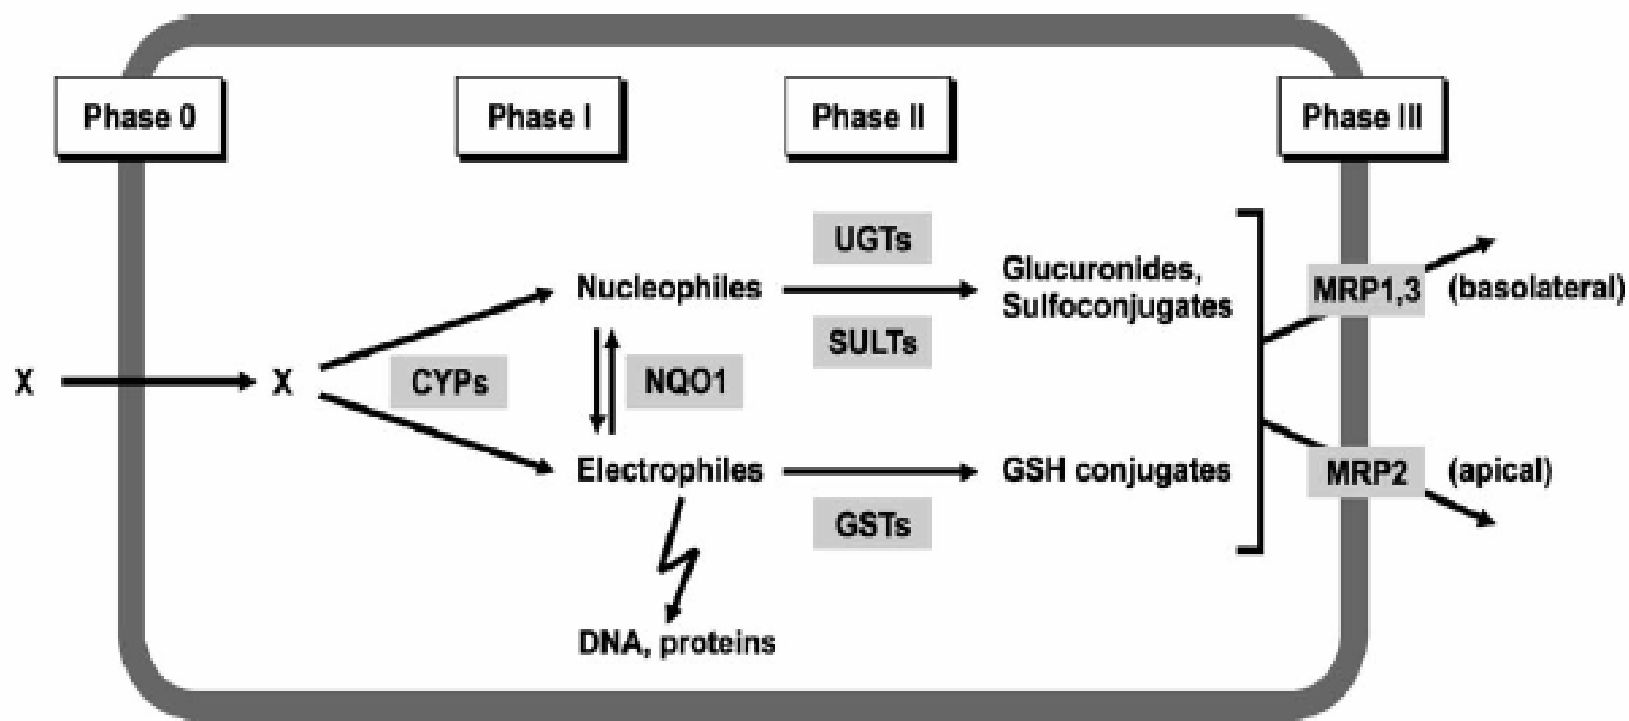 Phase 0
Phase I
Phase II
Phase III
UGTs
Nucleophiles
Glucuronides,
Sulfoconjugates
MRP1,3
(basolateral)
SULTs
X
X
CYPs
NQO1
Electrophiles
GSH conjugates
MRP2
(apical)
GSTs
DNA, proteins